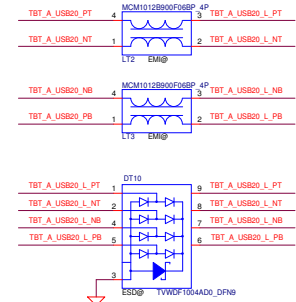 MCM1012B900F06BP_4P
TBT_A_USB20_PT 4 3 TBT_A_USB20_L_PT
TBT_A_USB20_NT 1 2 TBT_A_USB20_L_NT
LT2 EMI@
MCM1012B900F06BP_4P
TBT_A_USB20_NB 4 3 TBT_A_USB20_L_NB
TBT_A_USB20_PB 1 2 TBT_A_USB20_L_PB
LT3 EMI@
DT10
TBT_A_USB20_L_PT 1 9 TBT_A_USB20_L_PT
TBT_A_USB20_L_NT 2 8 TBT_A_USB20_L_NT
TBT_A_USB20_L_NB 4 7 TBT_A_USB20_L_NB
TBT_A_USB20_L_PB 5 6 TBT_A_USB20_L_PB
3
ESD@ TVWDF1004AD0_DFN9